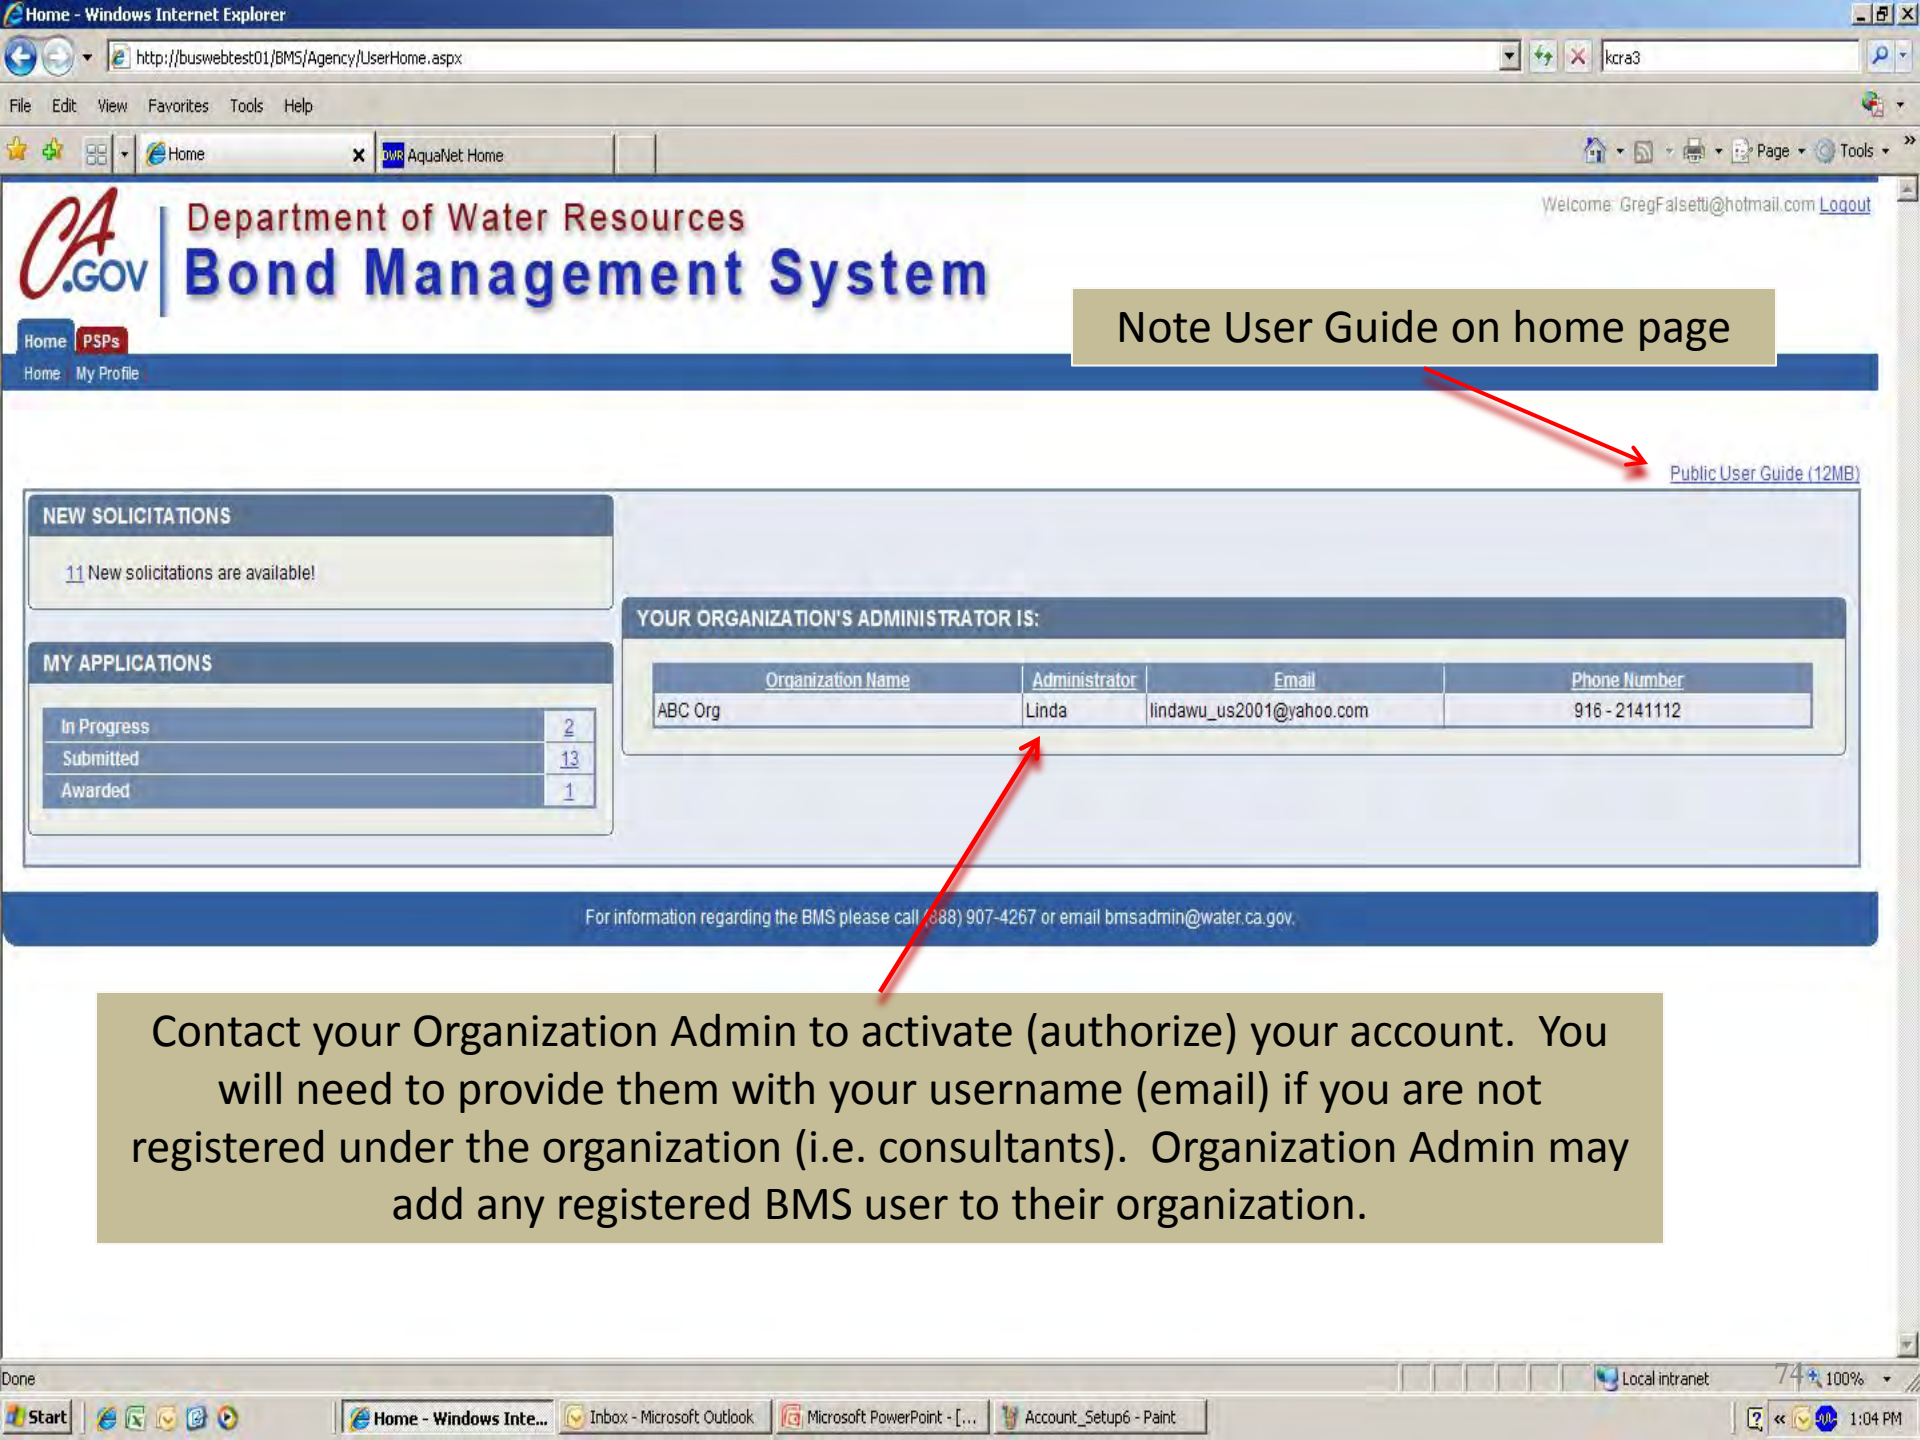 Home - Windows Internet Explorer
http://buswebtest01/BMS/Agency/UserHome.aspx
kcra3
File Edit View Favorites Tools Help
Home
DWR AquaNet Home
Page Tools
CA.GOV
Department of Water Resources
Bond Management System
Welcome: GregFalsetti@hotmail.com Logout
Note User Guide on home page
Home PSPs
Home My Profile
Public User Guide (12MB)
NEW SOLICITATIONS
11 New solicitations are available!
YOUR ORGANIZATION'S ADMINISTRATOR IS:
Organization Name Administrator Email Phone Number
ABC Org Linda lindawu_us2001@yahoo.com 916 - 2141112
MY APPLICATIONS
In Progress 2
Submitted 13
Awarded 1
For information regarding the BMS please call (888) 907-4267 or email bmsadmin@water.ca.gov.
Contact your Organization Admin to activate (authorize) your account. You
will need to provide them with your username (email) if you are not
registered under the organization (i.e. consultants). Organization Admin may
add any registered BMS user to their organization.
Done
Local intranet
74
100%
Start
Home - Windows Inte...
Inbox - Microsoft Outlook
Microsoft PowerPoint - [...
Account_Setup6 - Paint
1:04 PM